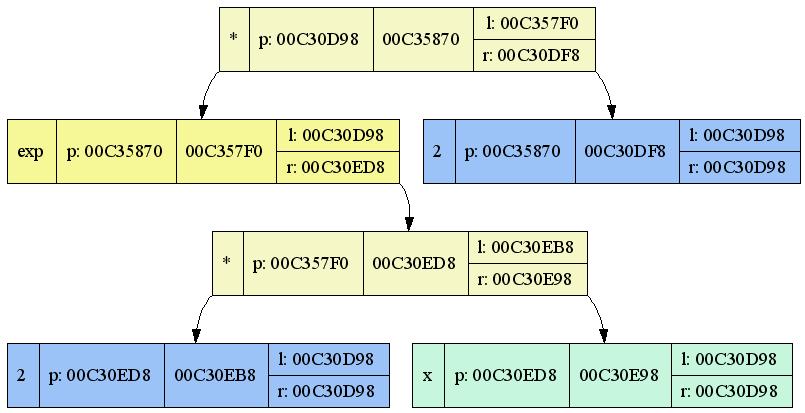 * p: 00C30D98 00C35870 l: 00C357F0
r: 00C30DF8
exp p: 00C35870 00C357F0 l: 00C30D98
r: 00C30ED8
2 p: 00C35870 00C30DF8 l: 00C30D98
r: 00C30D98
* p: 00C357F0 00C30ED8 l: 00C30EB8
r: 00C30E98
2 p: 00C30ED8 00C30EB8 l: 00C30D98
r: 00C30D98
x p: 00C30ED8 00C30E98 l: 00C30D98
r: 00C30D98